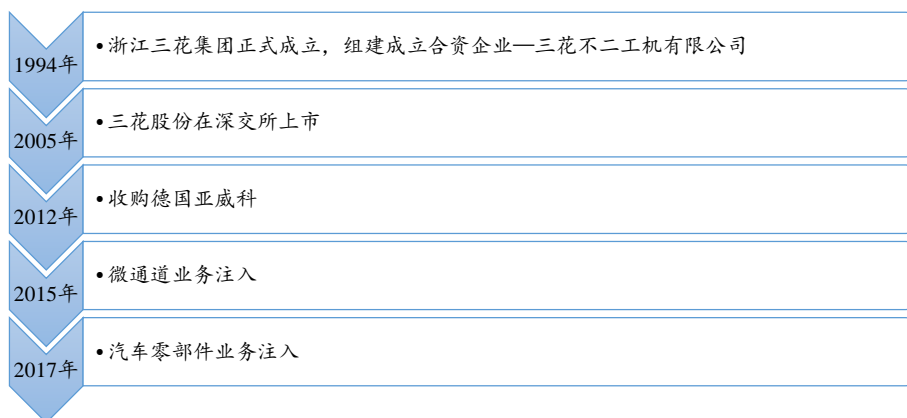 1994年
•浙江三花集团正式成立，组建成立合资企业—三花不二工机有限公司
2005年
•三花股份在深交所上市
2012年
•收购德国亚威科
2015年
•微通道业务注入
2017年
•汽车零部件业务注入